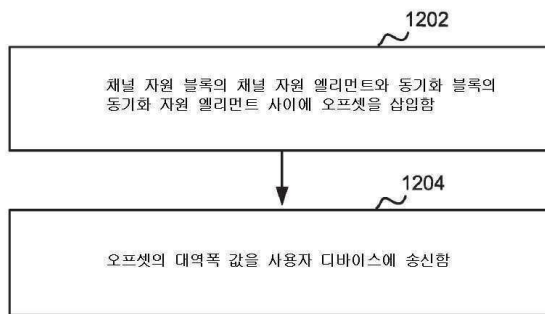 1202
채널 자원 블록의 채널 자원 엘리먼트와 동기화 블록의
동기화 자원 엘리먼트 사이에 오프셋을 삽입함
1204
오프셋의 대역폭 값을 사용자 디바이스에 송신함